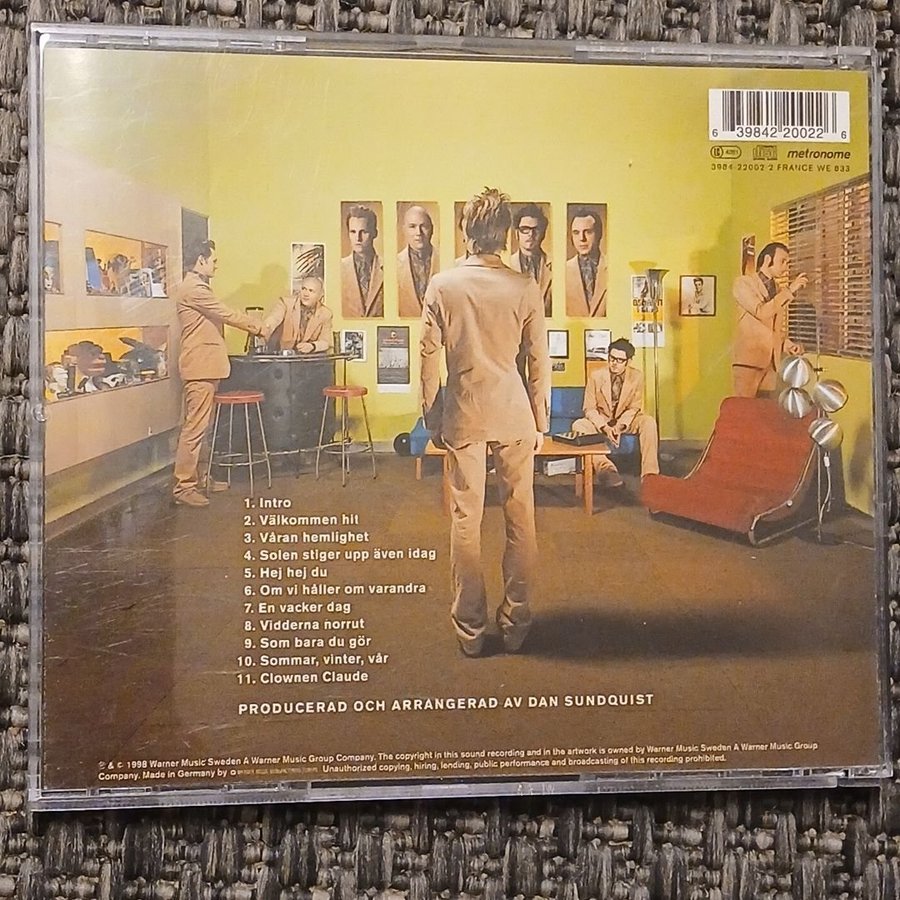 6 39842 20022 6
LC 4281
metronome
3984-22002-2 FRANCE WE 833
1. Intro
2. Välkommen hit
3. Våran hemlighet
4. Solen stiger upp även idag
5. Hej hej du
6. Om vi håller om varandra
7. En vacker dag
8. Vidderna norrut
9. Som bara du gör
10. Sommar, vinter, vår
11. Clownen Claude
PRODUCERAD OCH ARRANGERAD AV DAN SUNDQUIST
℗ & © 1998 Warner Music Sweden A Warner Music Group Company. The copyright in this sound recording and in the artwork is owned by Warner Music Sweden A Warner Music Group
Company. Made in Germany by Unauthorized copying, hiring, lending, public performance and broadcasting of this recording prohibited.